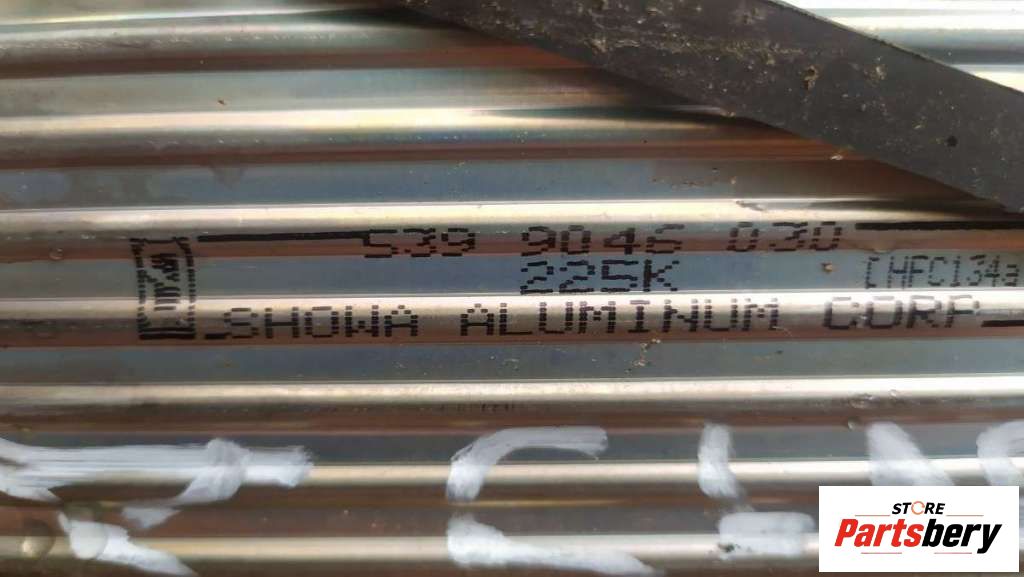 539 9046 030
225K
[HFC134a
SHOWA ALUMINUM CORP
STORE
Partsbery